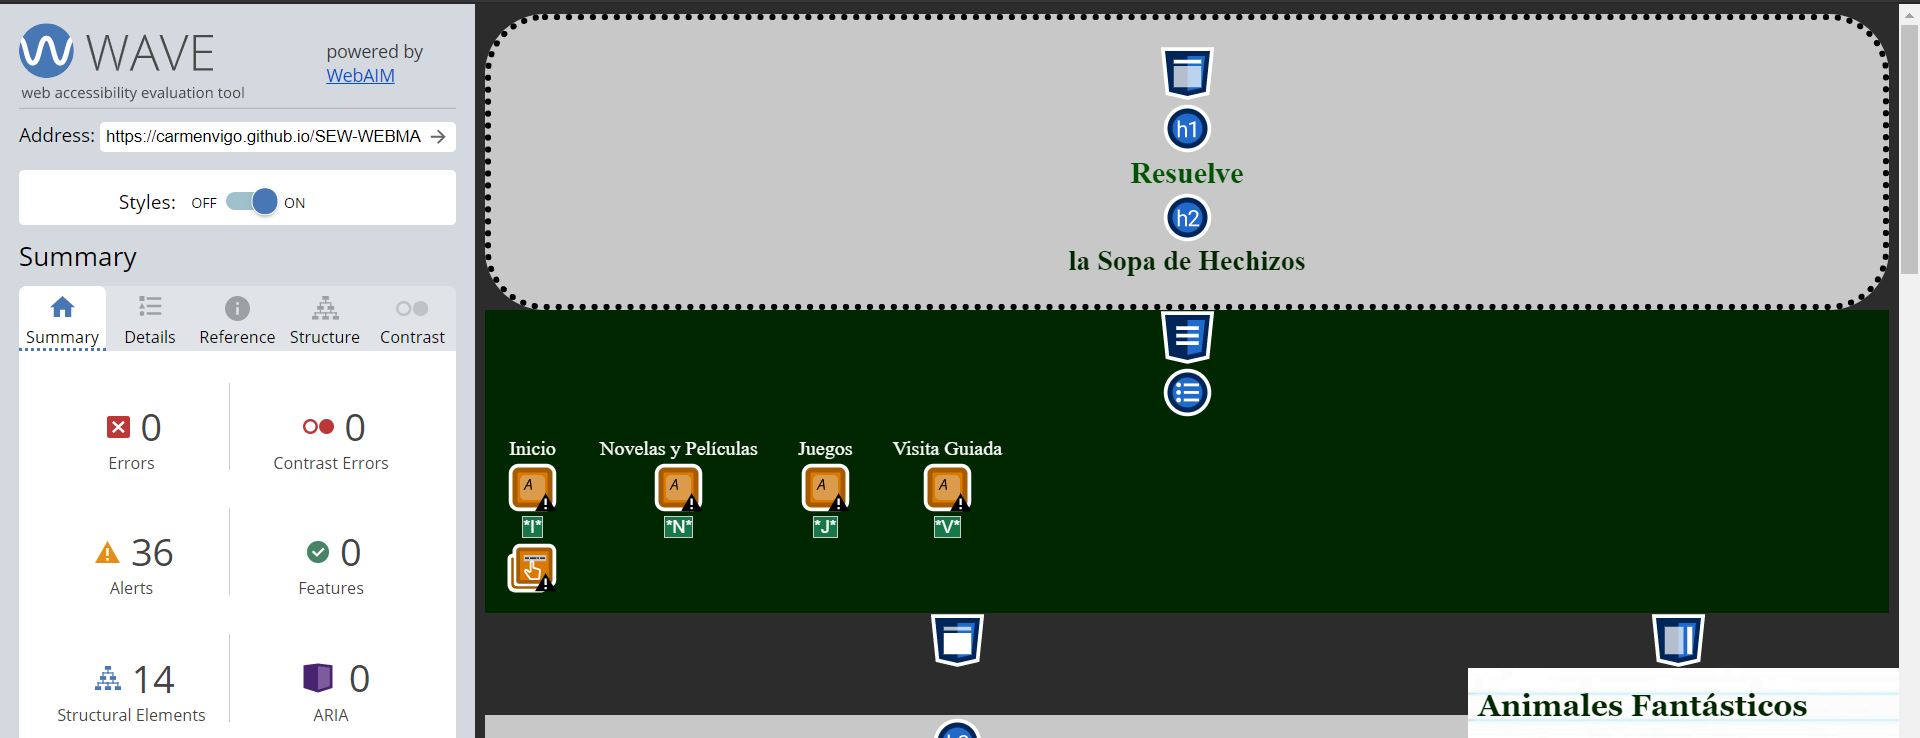 WAVE
powered by
WebAIM
web accessibility evaluation tool
Address: https://carmenvigo.github.io/SEW-WEBMA
Styles: OFF ON
Summary
Summary Details Reference Structure Contrast
0 0
Errors Contrast Errors
36 0
Alerts Features
14 0
Structural Elements ARIA
h1
Resuelve
h2
la Sopa de Hechizos
Inicio Novelas y Películas Juegos Visita Guiada
A A A A
*I* *N* *J* *V*
Animales Fantásticos